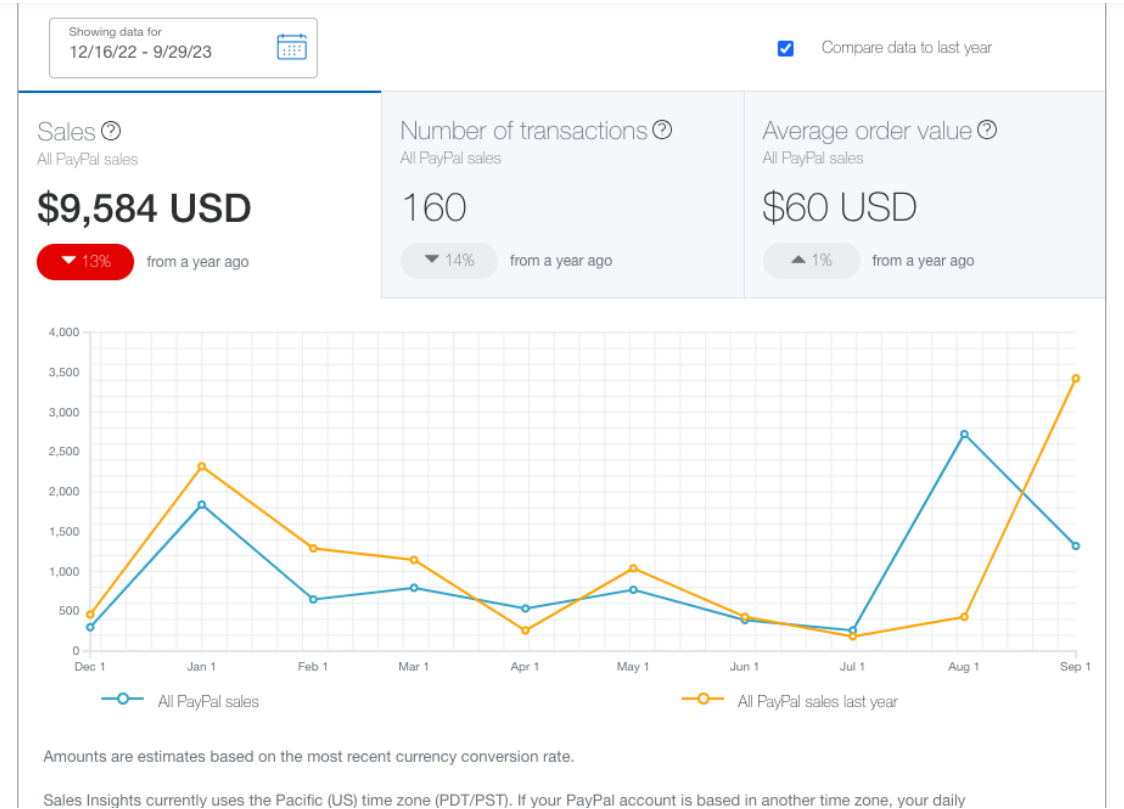 Showing data for
12/16/22 - 9/29/23
Compare data to last year
Sales ?
All PayPal sales
$9,584 USD
▼ 13% from a year ago
Number of transactions ?
All PayPal sales
160
▼ 14% from a year ago
Average order value ?
All PayPal sales
$60 USD
▲ 1% from a year ago
4,000
3,500
3,000
2,500
2,000
1,500
1,000
500
0
Dec 1 Jan 1 Feb 1 Mar 1 Apr 1 May 1 Jun 1 Jul 1 Aug 1 Sep 1
All PayPal sales All PayPal sales last year
Amounts are estimates based on the most recent currency conversion rate.
Sales Insights currently uses the Pacific (US) time zone (PDT/PST). If your PayPal account is based in another time zone, your daily